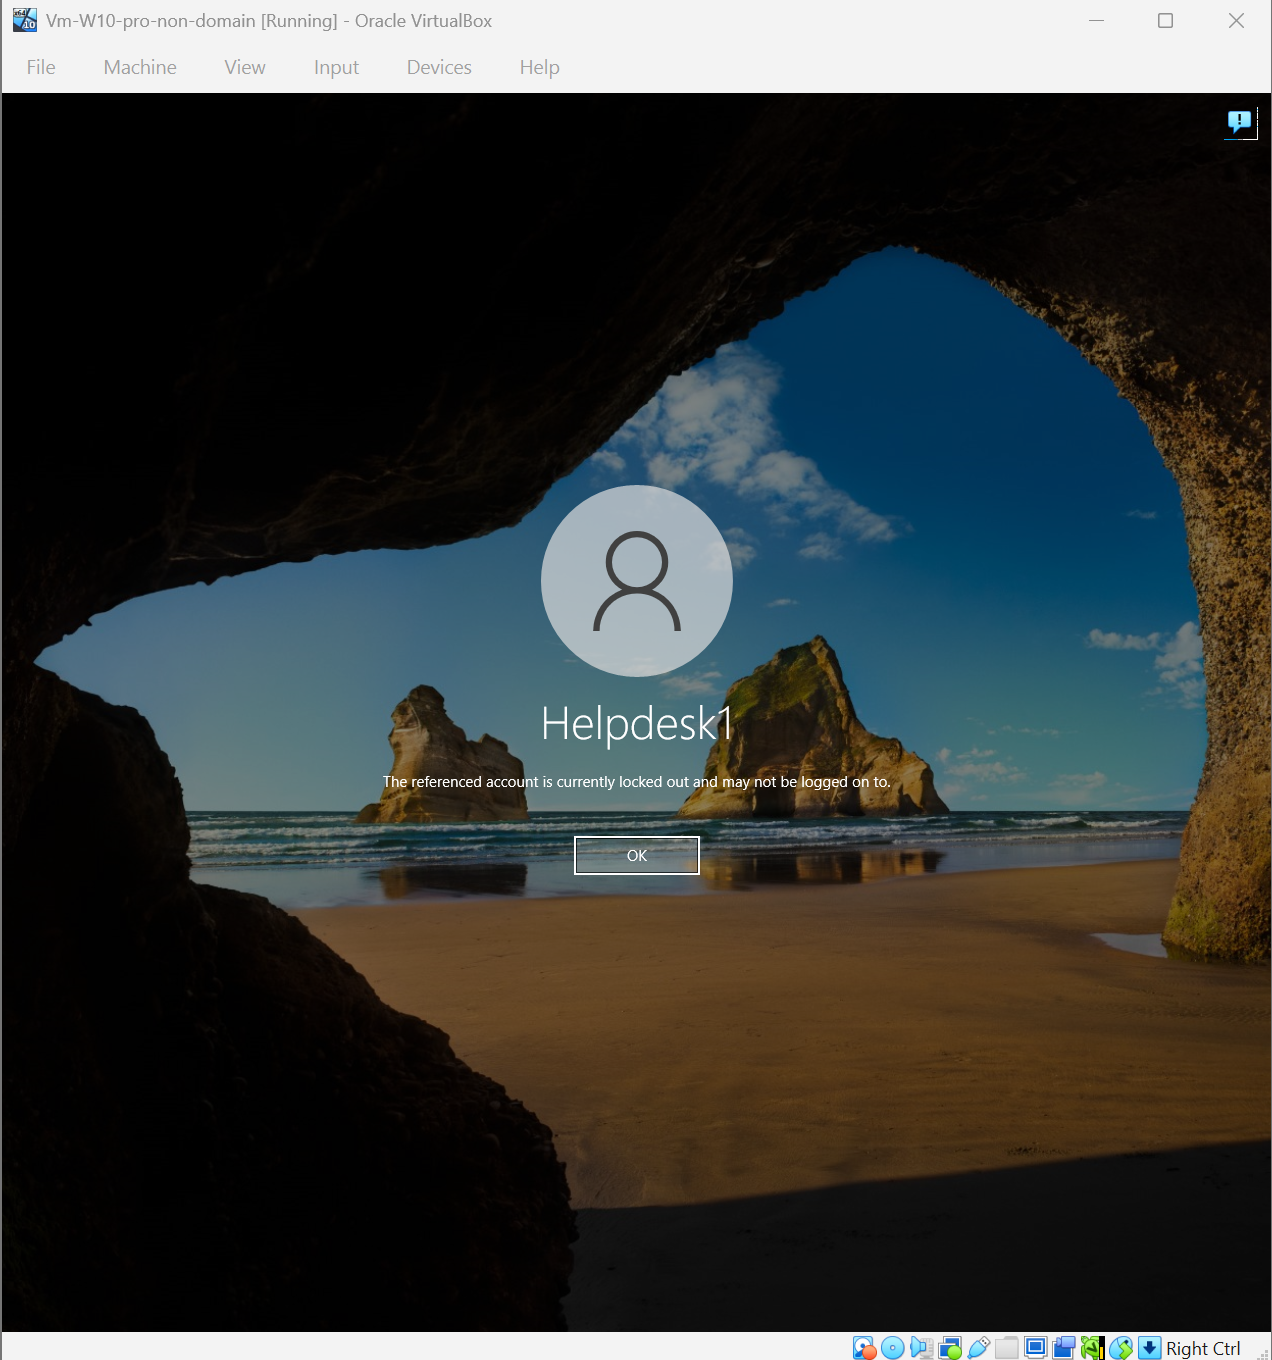 Vm-W10-pro-non-domain [Running] - Oracle VirtualBox
File Machine View Input Devices Help
Helpdesk1
The referenced account is currently locked out and may not be logged on to.
OK
Right Ctrl